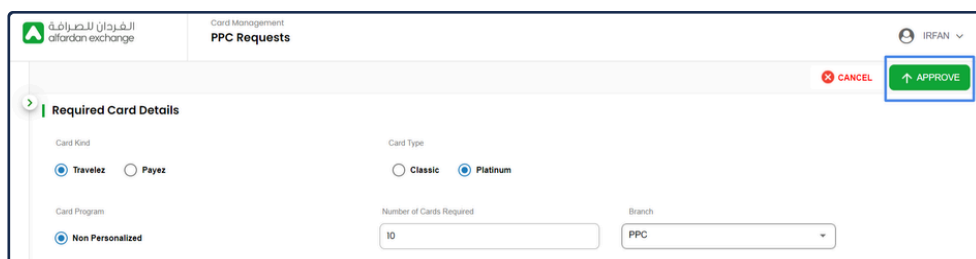 الفردان للصرافة
alfardan exchange
Card Management
PPC Requests
IRFAN
CANCEL
APPROVE
Required Card Details
Card Kind
Card Type
Travelez Payez
Classic Platinum
Card Program
Number of Cards Required
Branch
Non Personalized
10
PPC